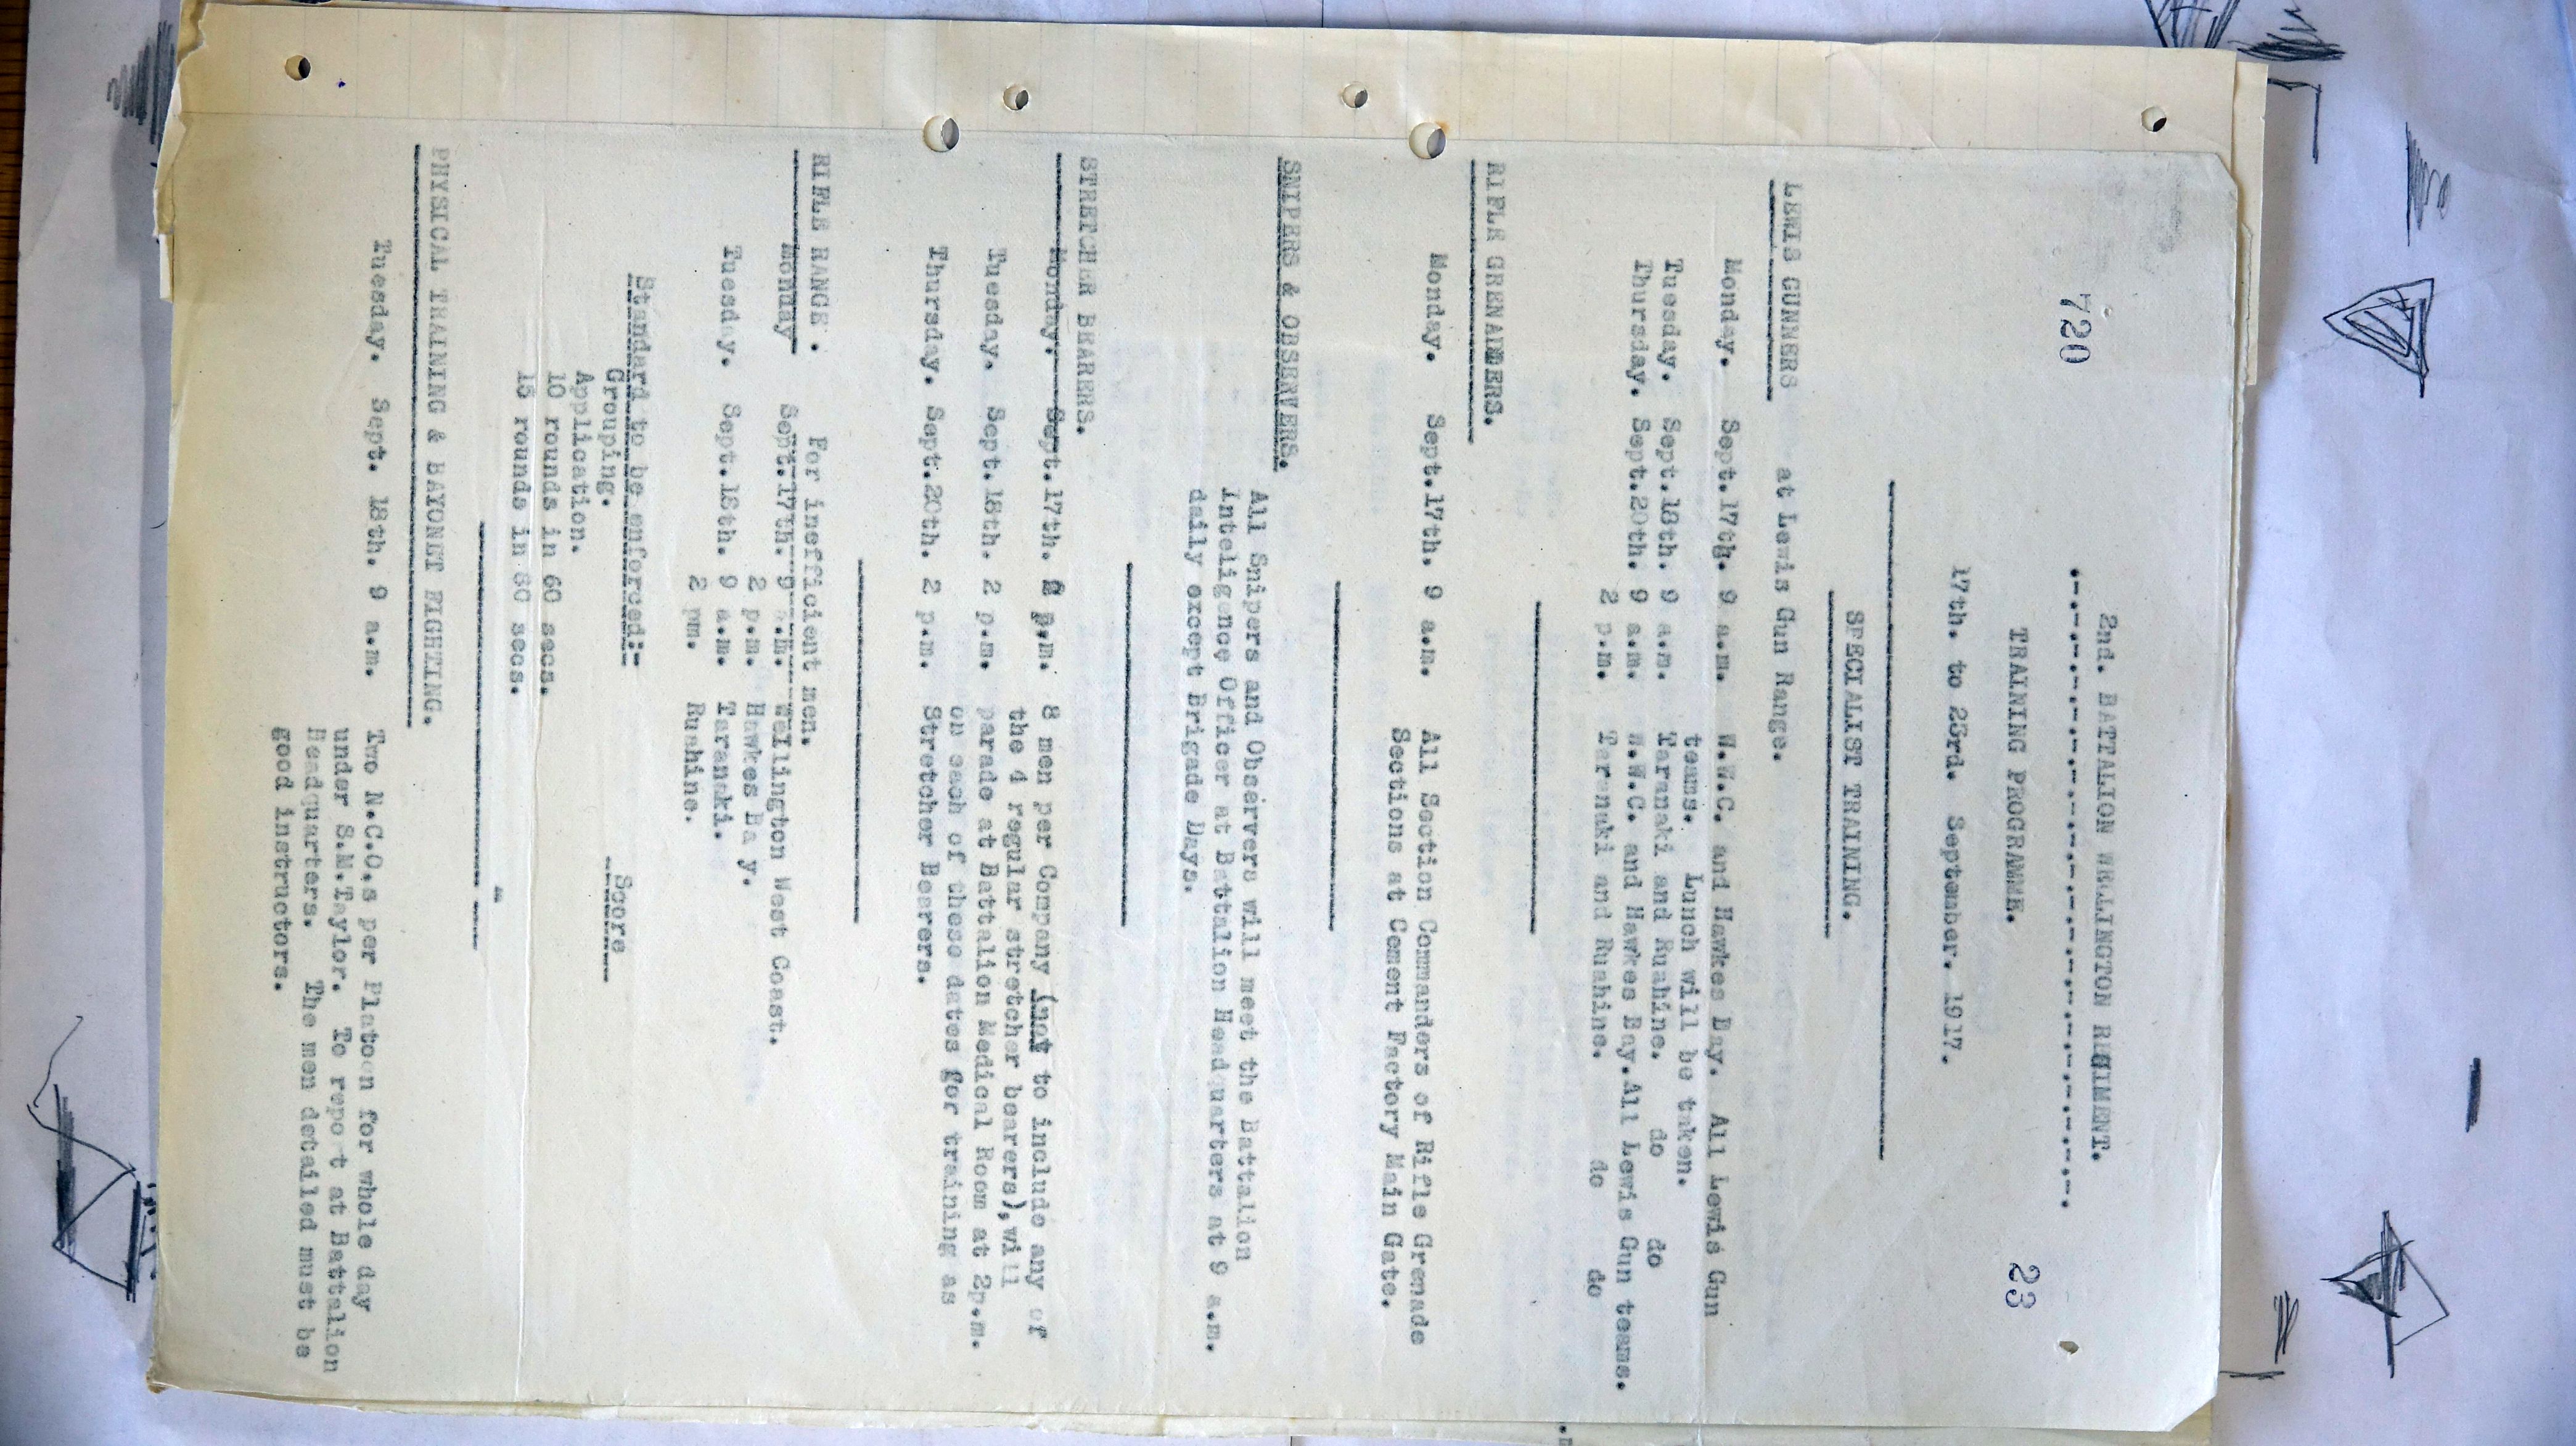 720
2nd. BATTALION WELLINGTON REGIMENT.
.-.-.-.-.-.-.-.-.-.-.-.-.-.-.-.-.-.-.-.
TRAINING PROGRAMME. 23
17th. to 23rd. September. 1917.
SPECIALIST TRAINING.
LEWIS GUNNERS at Lewis Gun Range.
Monday. Sept.17th. 9 a.m. W.W.C. and Hawkes Bay. All Lewis Gun
teams. Lunch will be taken.
Tuesday. Sept.18th. 9 a.m. Taranaki and Ruahine. do do
Thursday. Sept.20th. 9 a.m. W.W.C. and Hawkes Bay.All Lewis Gun teams.
2 p.m. Taranaki and Ruahine. do do
RIFLE GRENADERS.
Monday. Sept.17th. 9 a.m. All Section Commanders of Rifle Grenade
Sections at Cement Factory Main Gate.
SNIPERS & OBSERVERS.
All Snipers and Observers will meet the Battalion
Inteligence Officer at Battalion Headquarters at 9 a.m.
daily except Brigade Days.
STRETCHER BEARERS.
Monday. Sept.17th. 2 p.m. 8 men per Company (not to include any of
the 4 regular stretcher bearers),will
Tuesday. Sept.18th. 2 p.m. parade at Battalion Medical Room at 2p.m.
on each of these dates for training as
Thursday. Sept.20th. 2 p.m. Stretcher Bearers.
RIFLE RANGE. For inefficient men.
Monday Sept.17th. 9 a.m. Wellington West Coast.
2 p.m. Hawkes Bay.
Tuesday. Sept.18th. 9 a.m. Taranaki.
2 pm. Ruahine.
Standard to be enforced:- Score
Grouping.
Application.
10 rounds in 60 secs.
15 rounds in 60 secs.
"
PHYSICAL TRAINING & BAYONET FIGHTING.
Tuesday. Sept. 18th. 9 a.m. Two N.C.O.s per Platoon for whole day
under S.M.Taylor. To report at Battalion
Headquarters. The men detailed must be
good instructors.